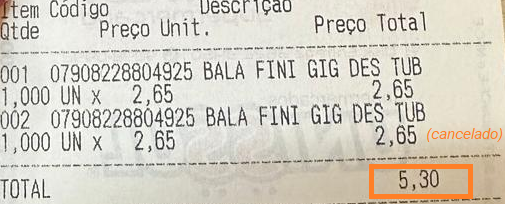 Item Código Descrição
Qtde Preço Unit. Preço Total
001 07908228804925 BALA FINI GIG DES TUB
1,000 UN x 2,65 2,65
002 07908228804925 BALA FINI GIG DES TUB
1,000 UN x 2,65 2,65 (cancelado)
TOTAL 5,30